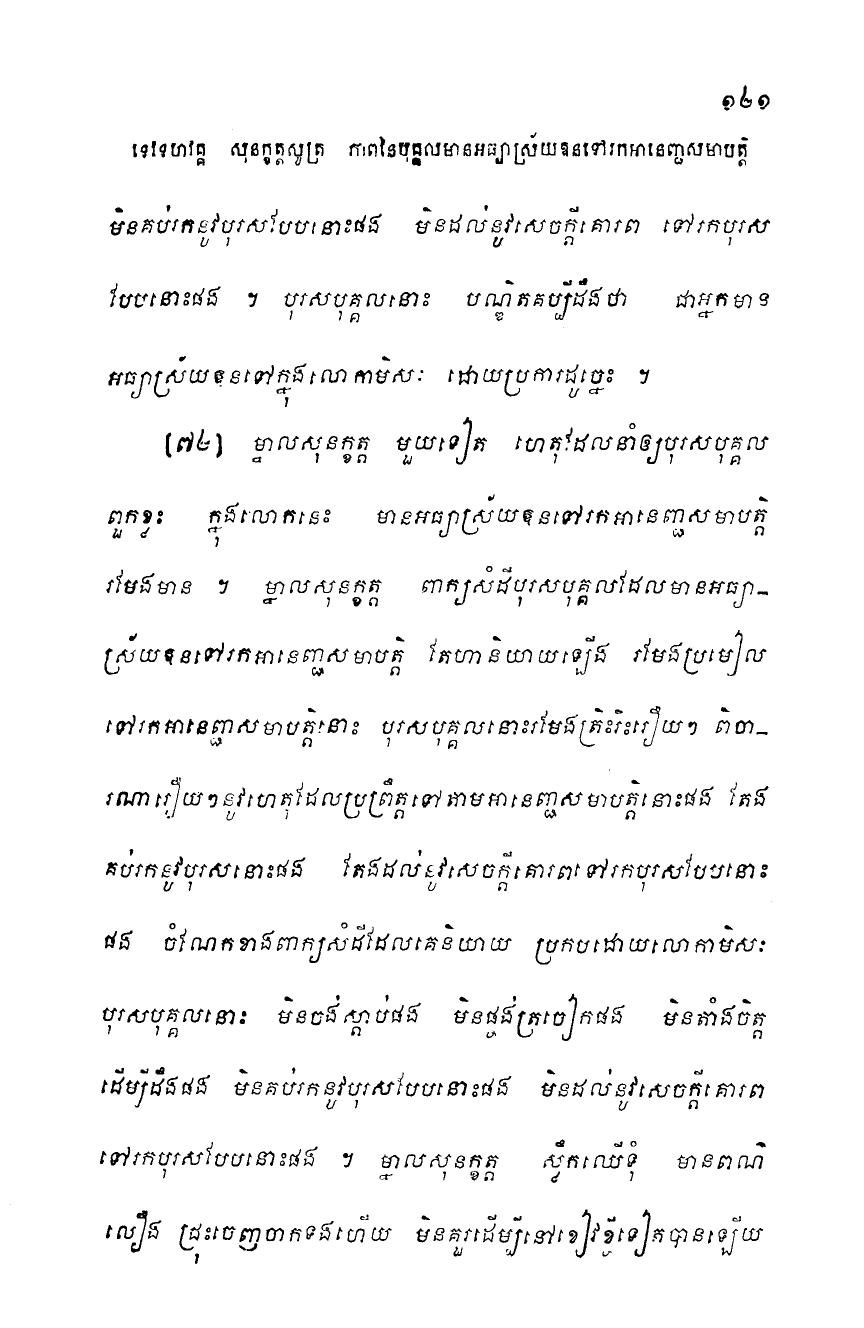 ១៤១
ទេវទហវគ្គ សុនក្ខត្តសូត្រ ភាពនៃបុគ្គលមានអធ្យាស្រ័យឱនទៅរកអានេញ្ជសមាបត្តិ
មិនគប់រកនូវបុរសបែបនោះផង មិនដល់នូវសេចក្តីគោរព ទៅរកបុរស
បែបនោះផង ។ បុរសបុគ្គលនោះ បណ្ឌិតគប្បីដឹងថា ជាអ្នកមាន
អធ្យាស្រ័យឱនទៅក្នុងលោកាមិសៈ ដោយប្រការដូច្នេះ ។
(៧៤) ម្នាលសុនក្ខត្ត មួយទៀត ហេតុដែលនាំឲ្យបុរសបុគ្គល
ពួកខ្លះ ក្នុងលោកនេះ មានអធ្យាស្រ័យឱនទៅរកអានេញ្ជសមាបត្តិ
រមែងមាន ។ ម្នាលសុនក្ខត្ត ពាក្យសំដីបុរសបុគ្គលដែលមានអធ្យា-
ស្រ័យឱនទៅរកអានេញ្ជសមាបត្តិ តែហានិយាយឡើង រមែងប្រមៀល
ទៅរកអានេញ្ជសមាបត្តិនោះ បុរសបុគ្គលនោះរមែងត្រិះរិះរឿយៗ ពិចា-
រណារឿយៗនូវហេតុដែលប្រព្រឹត្តទៅតាមអានេញ្ជសមាបត្តិនោះផង តែង
គប់រកនូវបុរសនោះផង តែងដល់នូវសេចក្តីគោរពទៅរកបុរសបែបនោះ
ផង ចំណែកខាងពាក្យសំដីដែលគេនិយាយ ប្រកបដោយលោកាមិសៈ
បុរសបុគ្គលនោះ មិនចង់ស្តាប់ផង មិនផ្ចង់ត្រចៀកផង មិនតាំងចិត្ត
ដើម្បីដឹងផង មិនគប់រកនូវបុរសបែបនោះផង មិនដល់នូវសេចក្តីគោរព
ទៅរកបុរសបែបនោះផង ។ ម្នាលសុនក្ខត្ត ស្លឹកឈើទុំ មានពណ៌
លឿង ជ្រុះចេញចាកទងហើយ មិនគួរដើម្បីនៅខៀវខ្ចីទៀតបានឡើយ